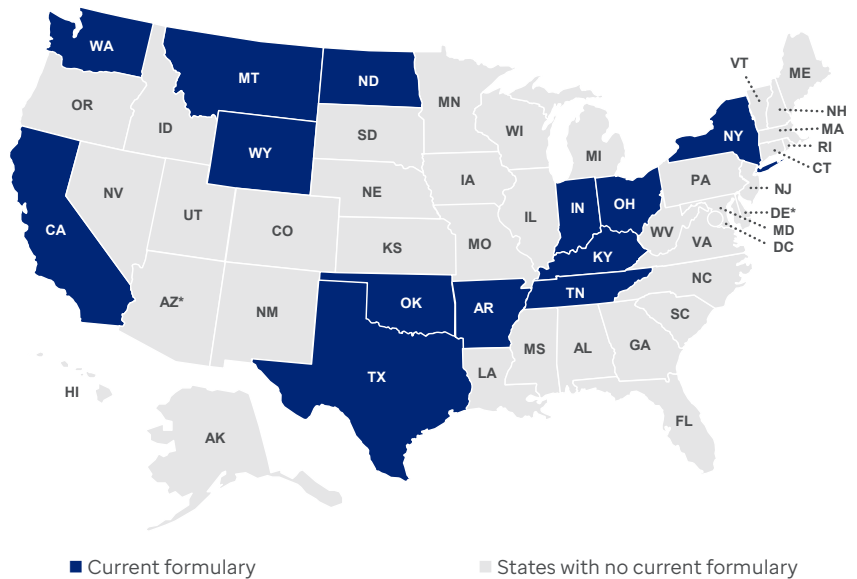 WA
MT
ND
MN
VT
ME
OR
ID
WY
SD
WI
MI
NY
NH
MA
RI
CT
NV
UT
CO
NE
IA
IL
IN
OH
PA
NJ
CA
KS
MO
KY
WV
VA
DE*
MD
DC
AZ*
NM
OK
AR
TN
NC
SC
TX
LA
MS
AL
GA
FL
HI
AK
Current formulary
States with no current formulary